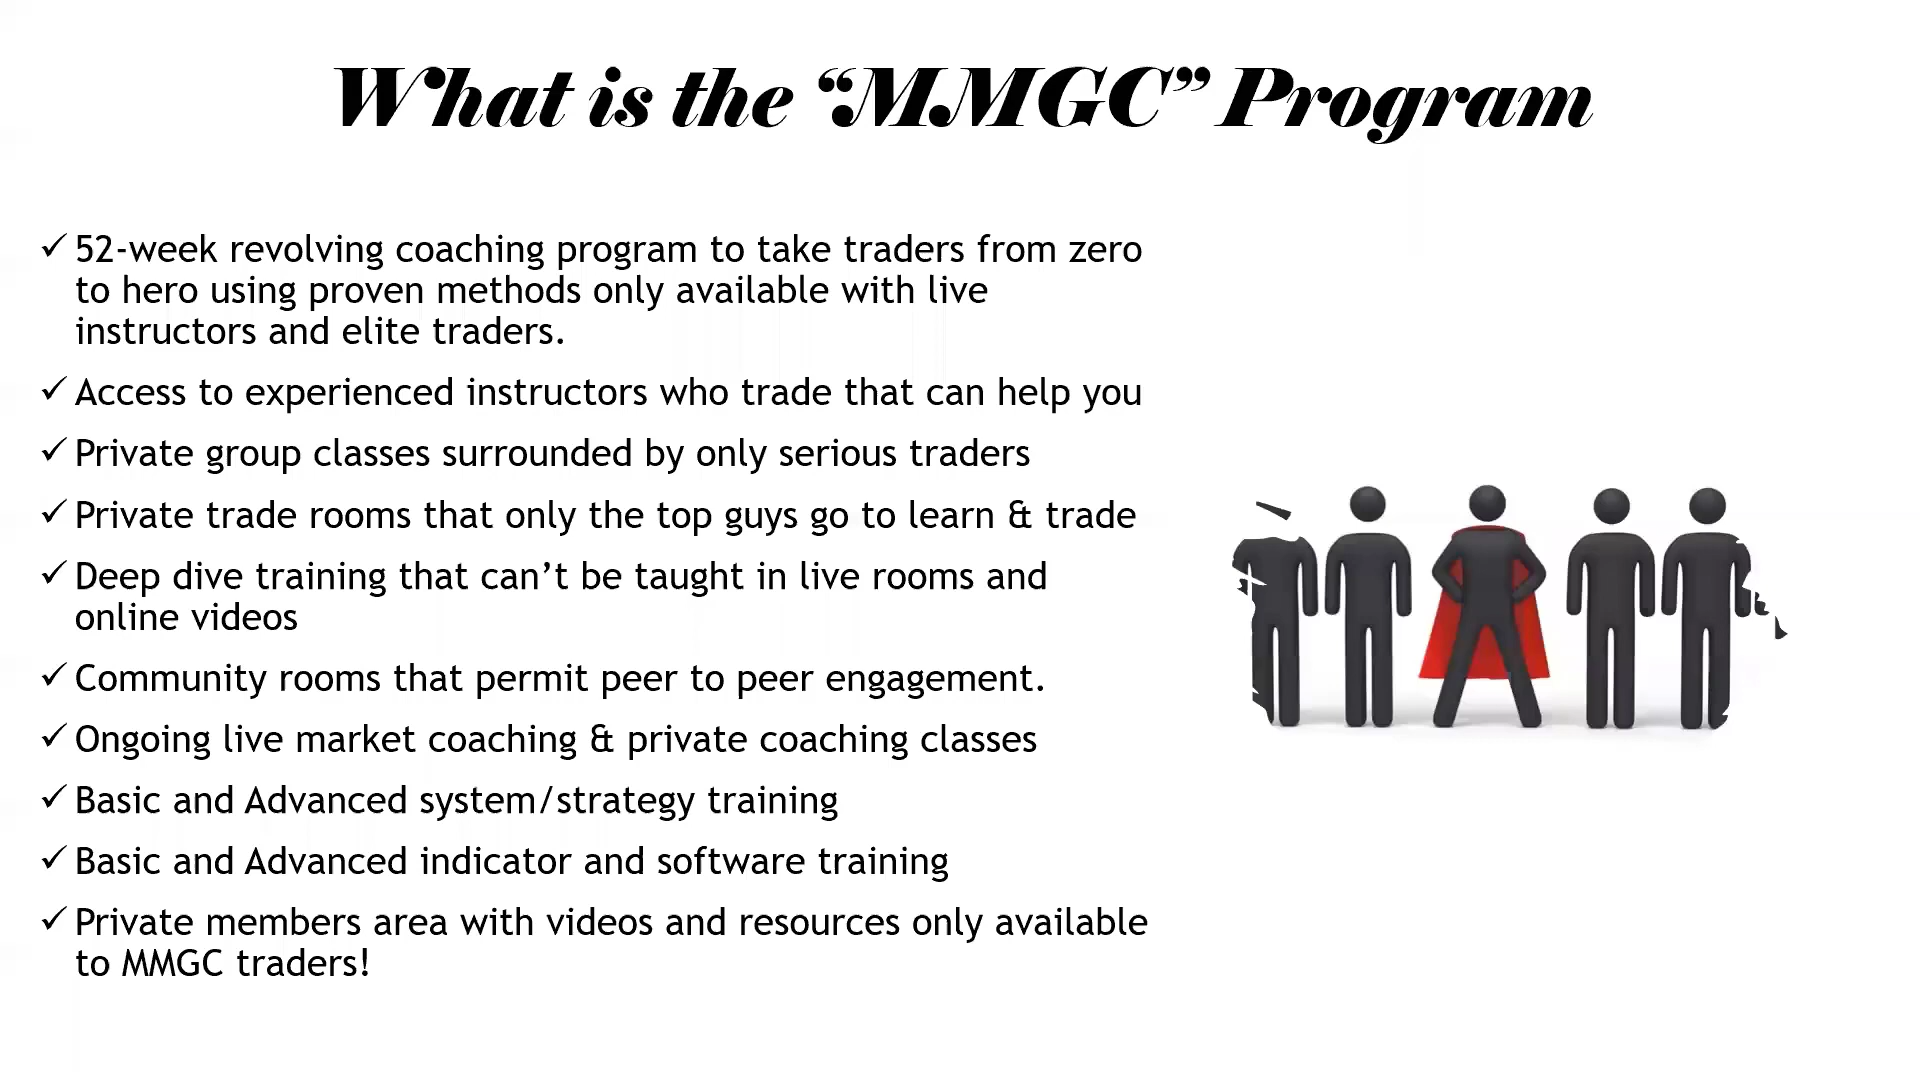 What is the “MMGC” Program
✓ 52-week revolving coaching program to take traders from zero
to hero using proven methods only available with live
instructors and elite traders.
✓ Access to experienced instructors who trade that can help you
✓ Private group classes surrounded by only serious traders
✓ Private trade rooms that only the top guys go to learn & trade
✓ Deep dive training that can’t be taught in live rooms and
online videos
✓ Community rooms that permit peer to peer engagement.
✓ Ongoing live market coaching & private coaching classes
✓ Basic and Advanced system/strategy training
✓ Basic and Advanced indicator and software training
✓ Private members area with videos and resources only available
to MMGC traders!